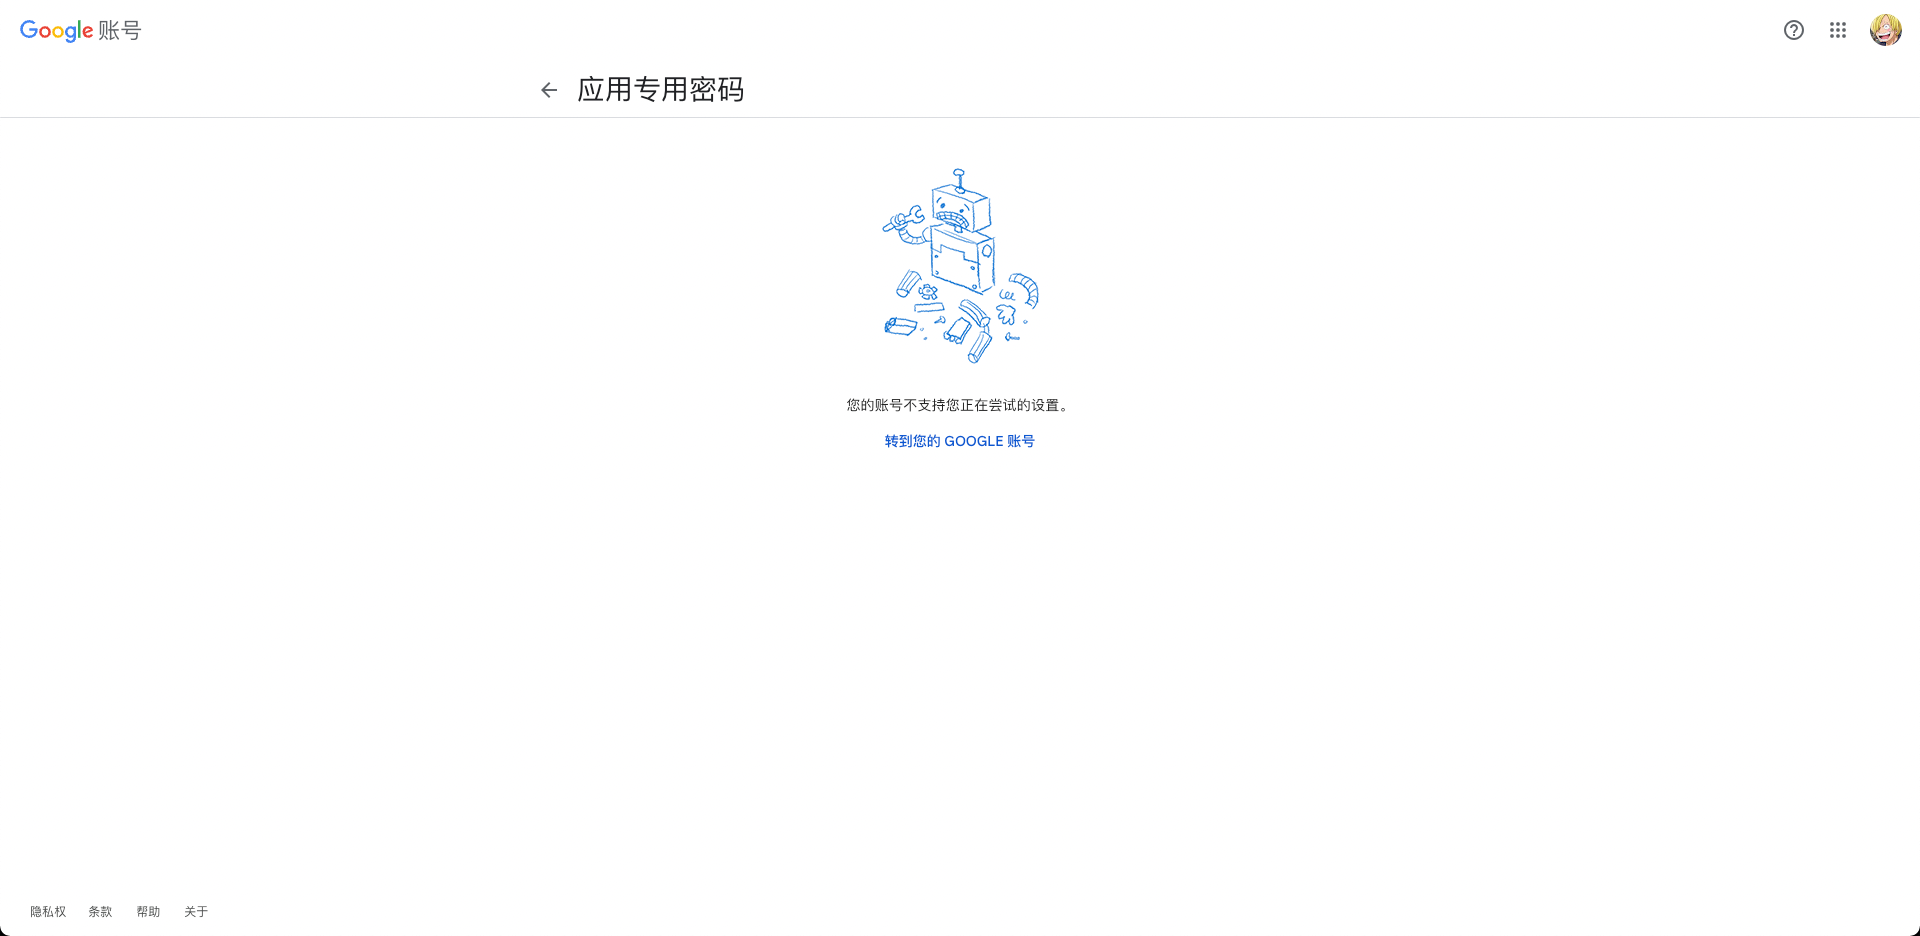 Google 账号
应用专用密码
您的账号不支持您正在尝试的设置。
转到您的 GOOGLE 账号
隐私权 条款 帮助 关于